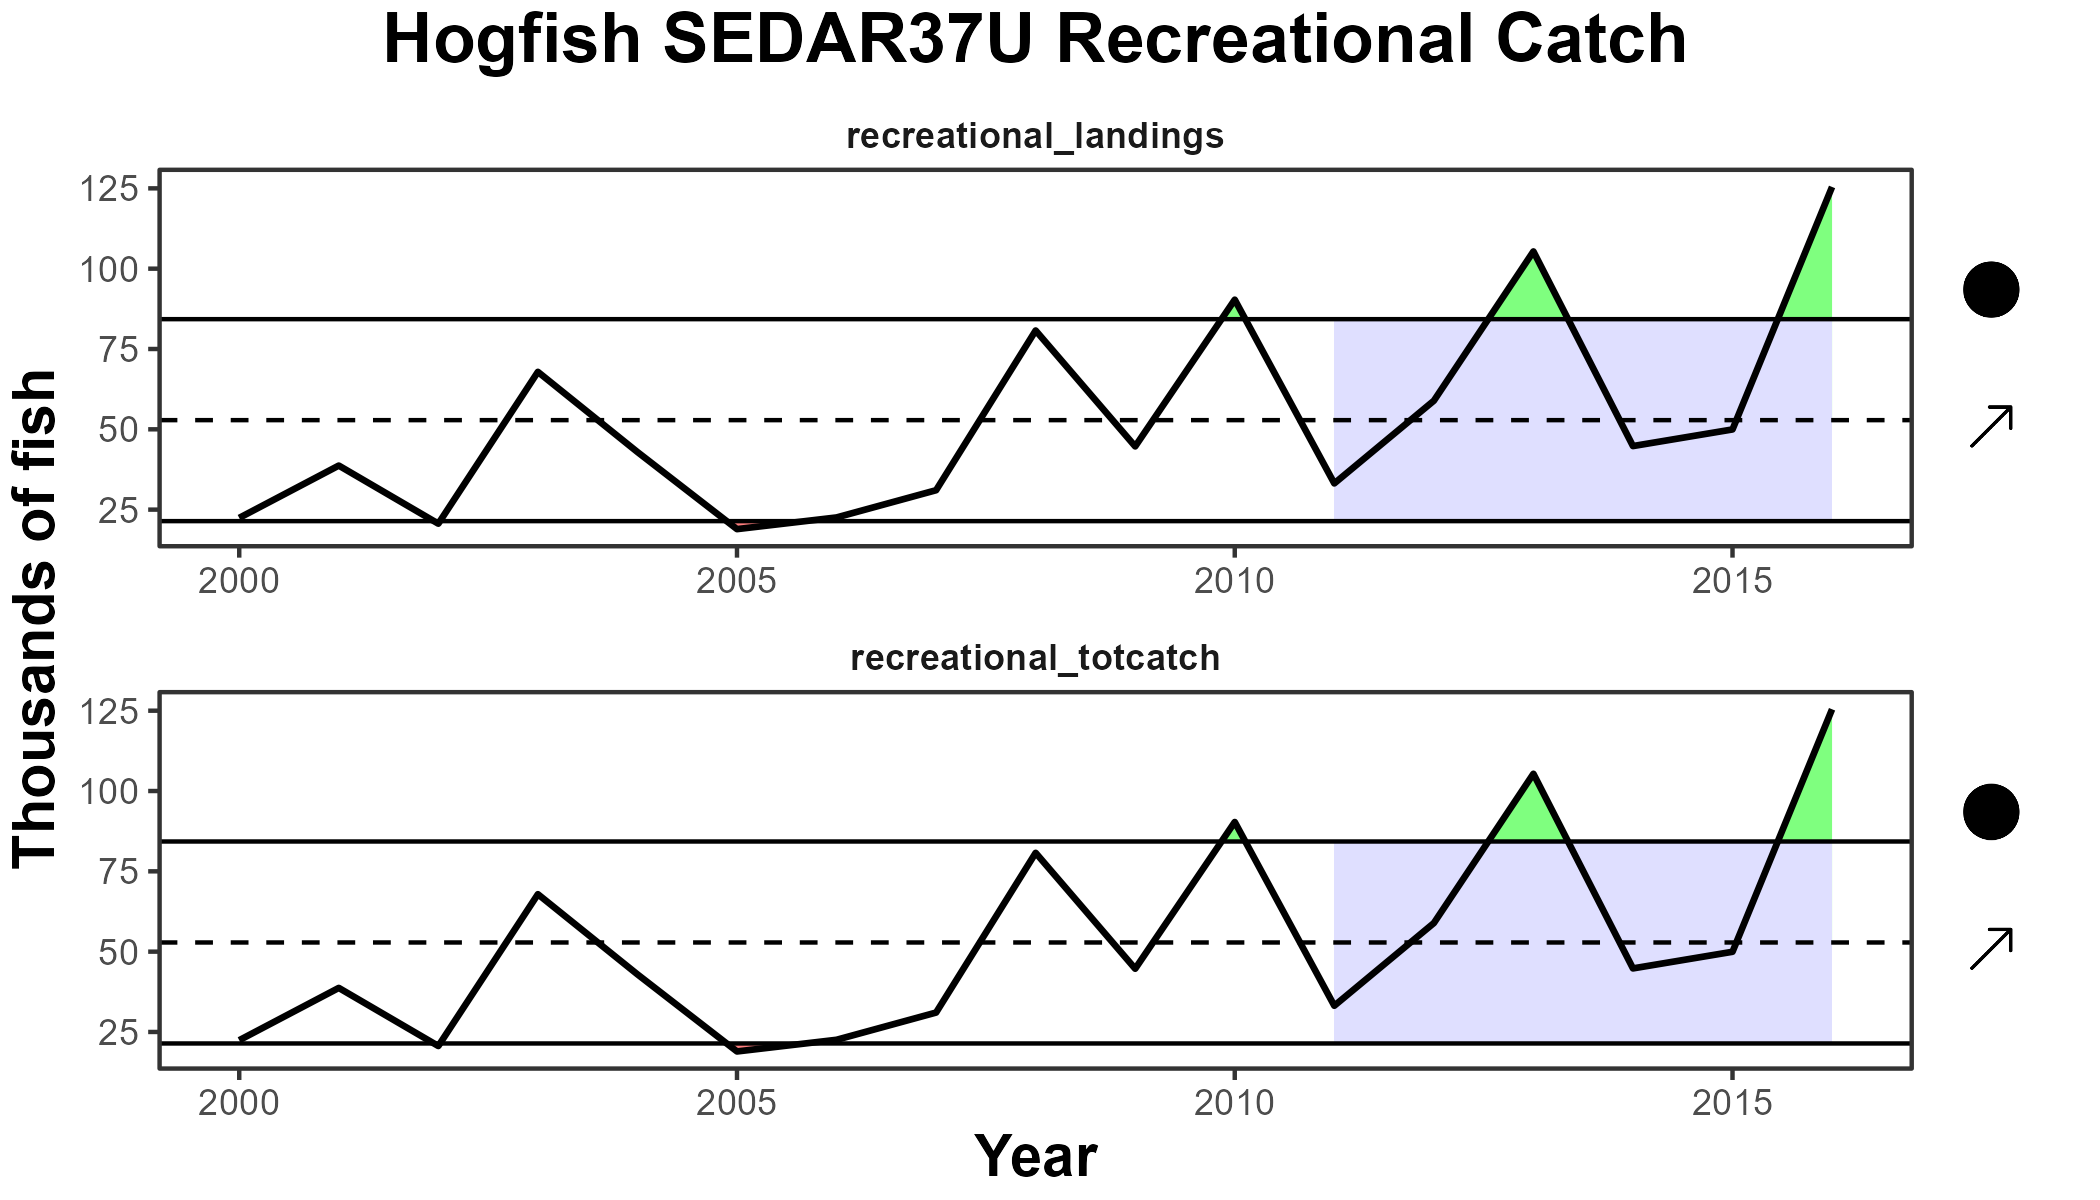 Hogfish SEDAR37U Recreational Catch
recreational_landings
125
100
75
50
25
2000 2005 2010 2015
Thousands of fish
recreational_totcatch
125
100
75
50
25
2000 2005 2010 2015
Year